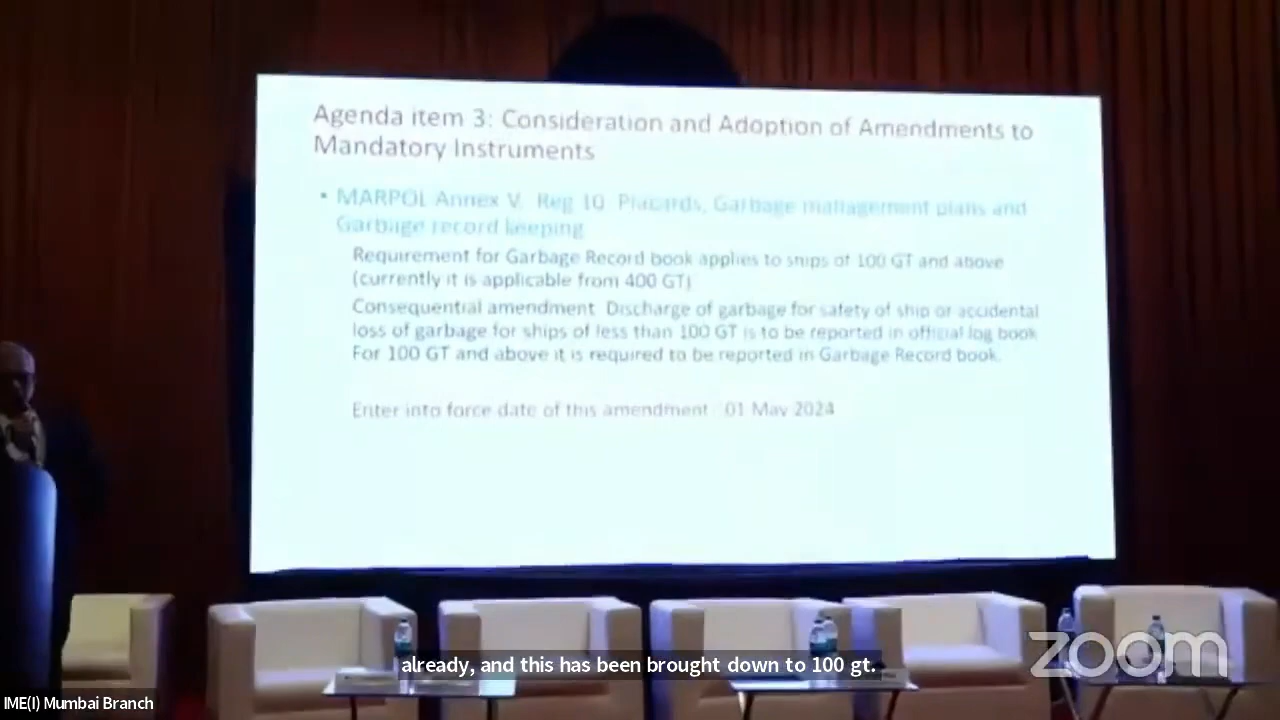 Agenda item 3: Consideration and Adoption of Amendments to
Mandatory Instruments
• MARPOL Annex V Reg 10 Placards, Garbage management plans and
Garbage record keeping
Requirement for Garbage Record book applies to ships of 100 GT and above
(currently it is applicable from 400 GT)
Consequential amendment Discharge of garbage for safety of ship or accidental
loss of garbage for ships of less than 100 GT is to be reported in official log book
For 100 GT and above it is required to be reported in Garbage Record book.
Enter into force date of this amendment 01 May 2024
already, and this has been brought down to 100 gt.
zoom
IME(I) Mumbai Branch